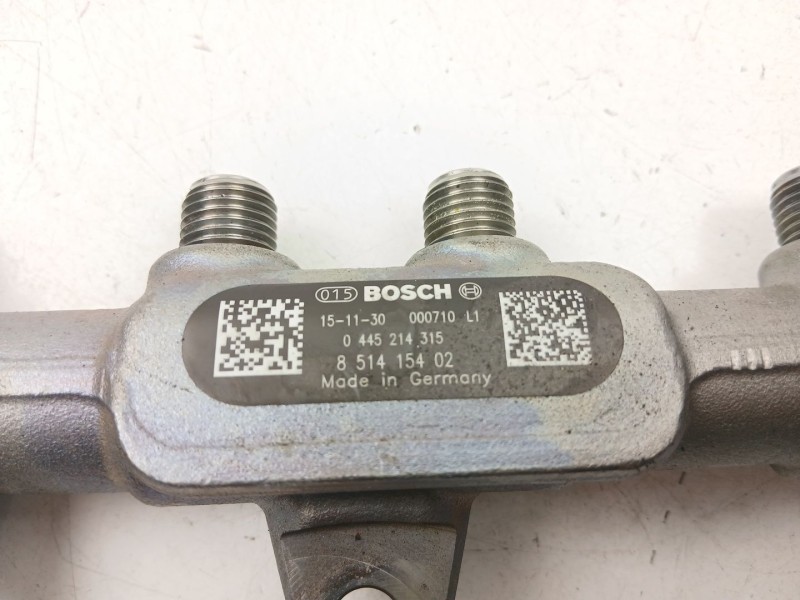 015 BOSCH
15-11-30 000710 L1
0 445 214 315
8 514 154 02
Made in Germany